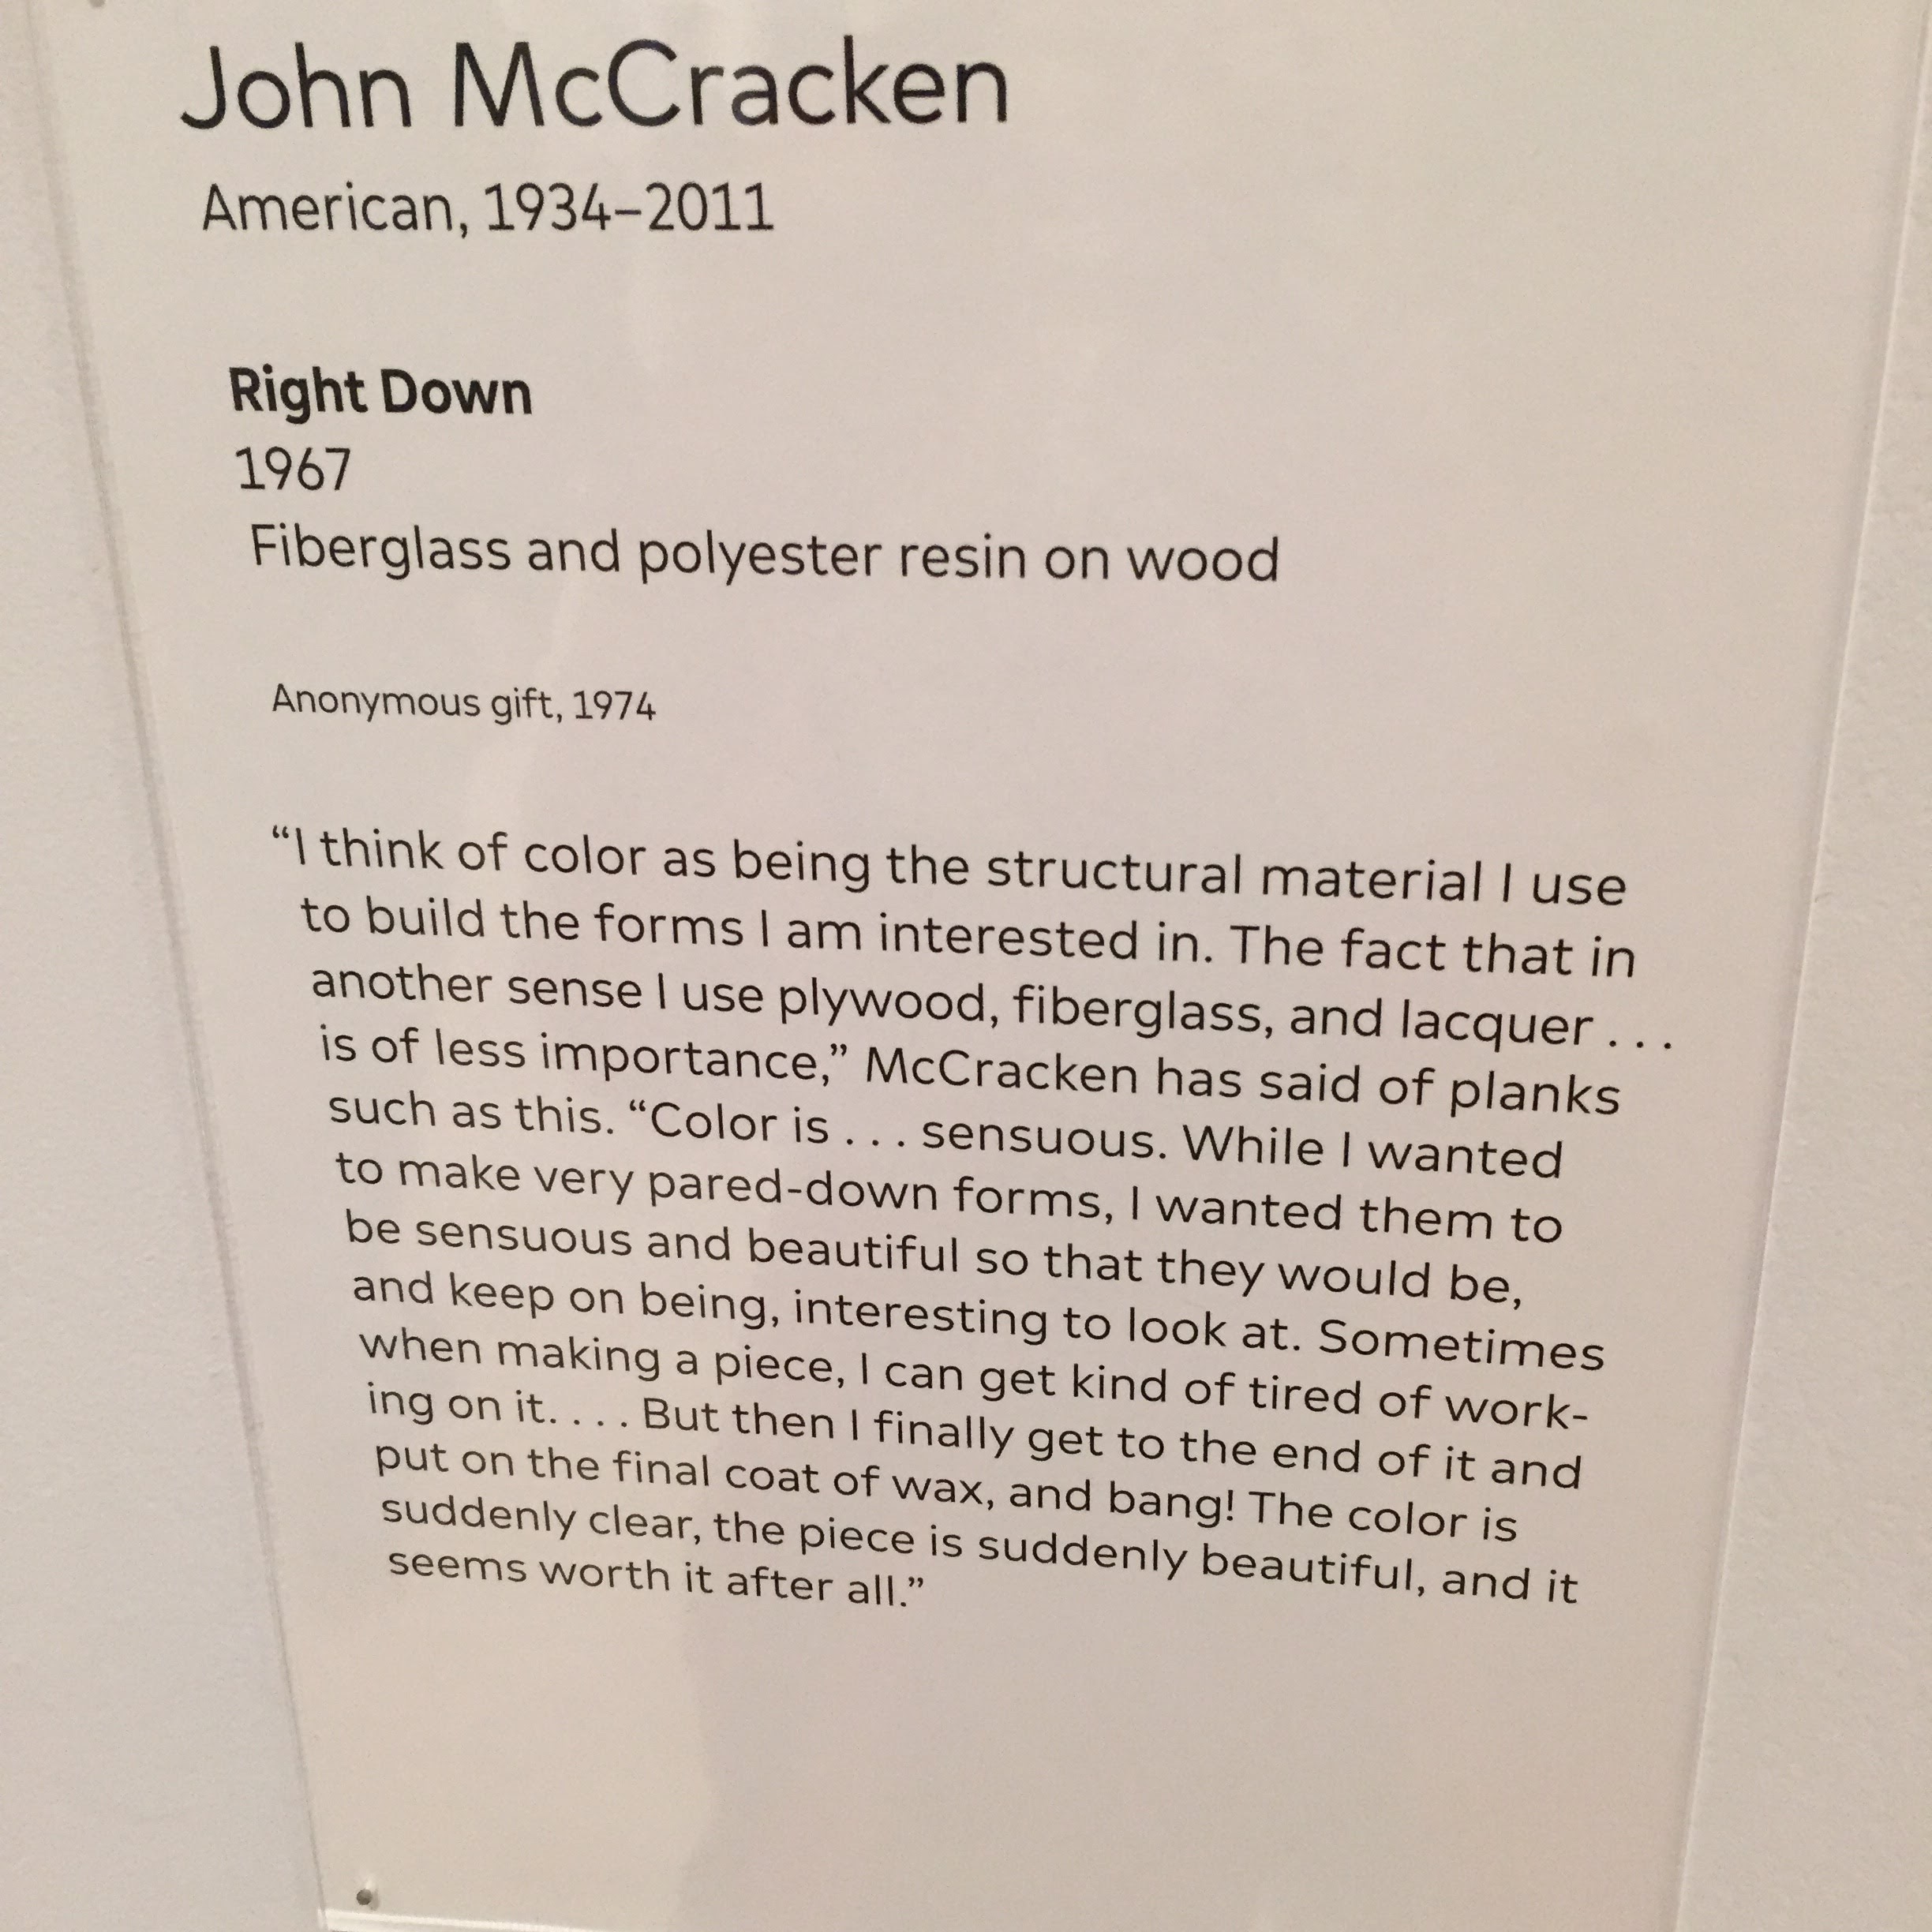 John McCracken
American, 1934–2011
Right Down
1967
Fiberglass and polyester resin on wood
Anonymous gift, 1974
“I think of color as being the structural material I use
to build the forms I am interested in. The fact that in
another sense I use plywood, fiberglass, and lacquer . . .
is of less importance,” McCracken has said of planks
such as this. “Color is . . . sensuous. While I wanted
to make very pared-down forms, I wanted them to
be sensuous and beautiful so that they would be,
and keep on being, interesting to look at. Sometimes
when making a piece, I can get kind of tired of work-
ing on it. . . . But then I finally get to the end of it and
put on the final coat of wax, and bang! The color is
suddenly clear, the piece is suddenly beautiful, and it
seems worth it after all.”